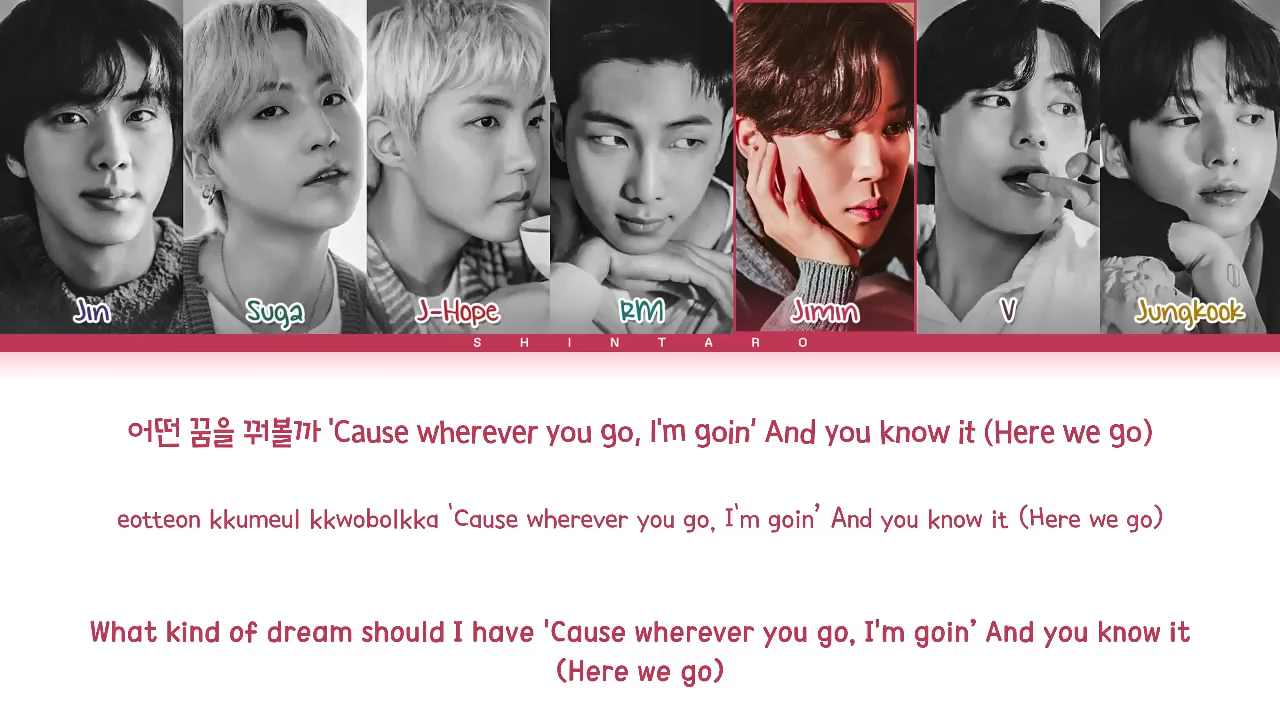 Jin Suga J-Hope RM Jimin V Jungkook
SHINTARO
어떤 꿈을 꿔볼까 'Cause wherever you go, I'm goin' And you know it (Here we go)
eotteon kkumeul kkwobolkka 'Cause wherever you go, I'm goin' And you know it (Here we go)
What kind of dream should I have 'Cause wherever you go, I'm goin' And you know it
(Here we go)